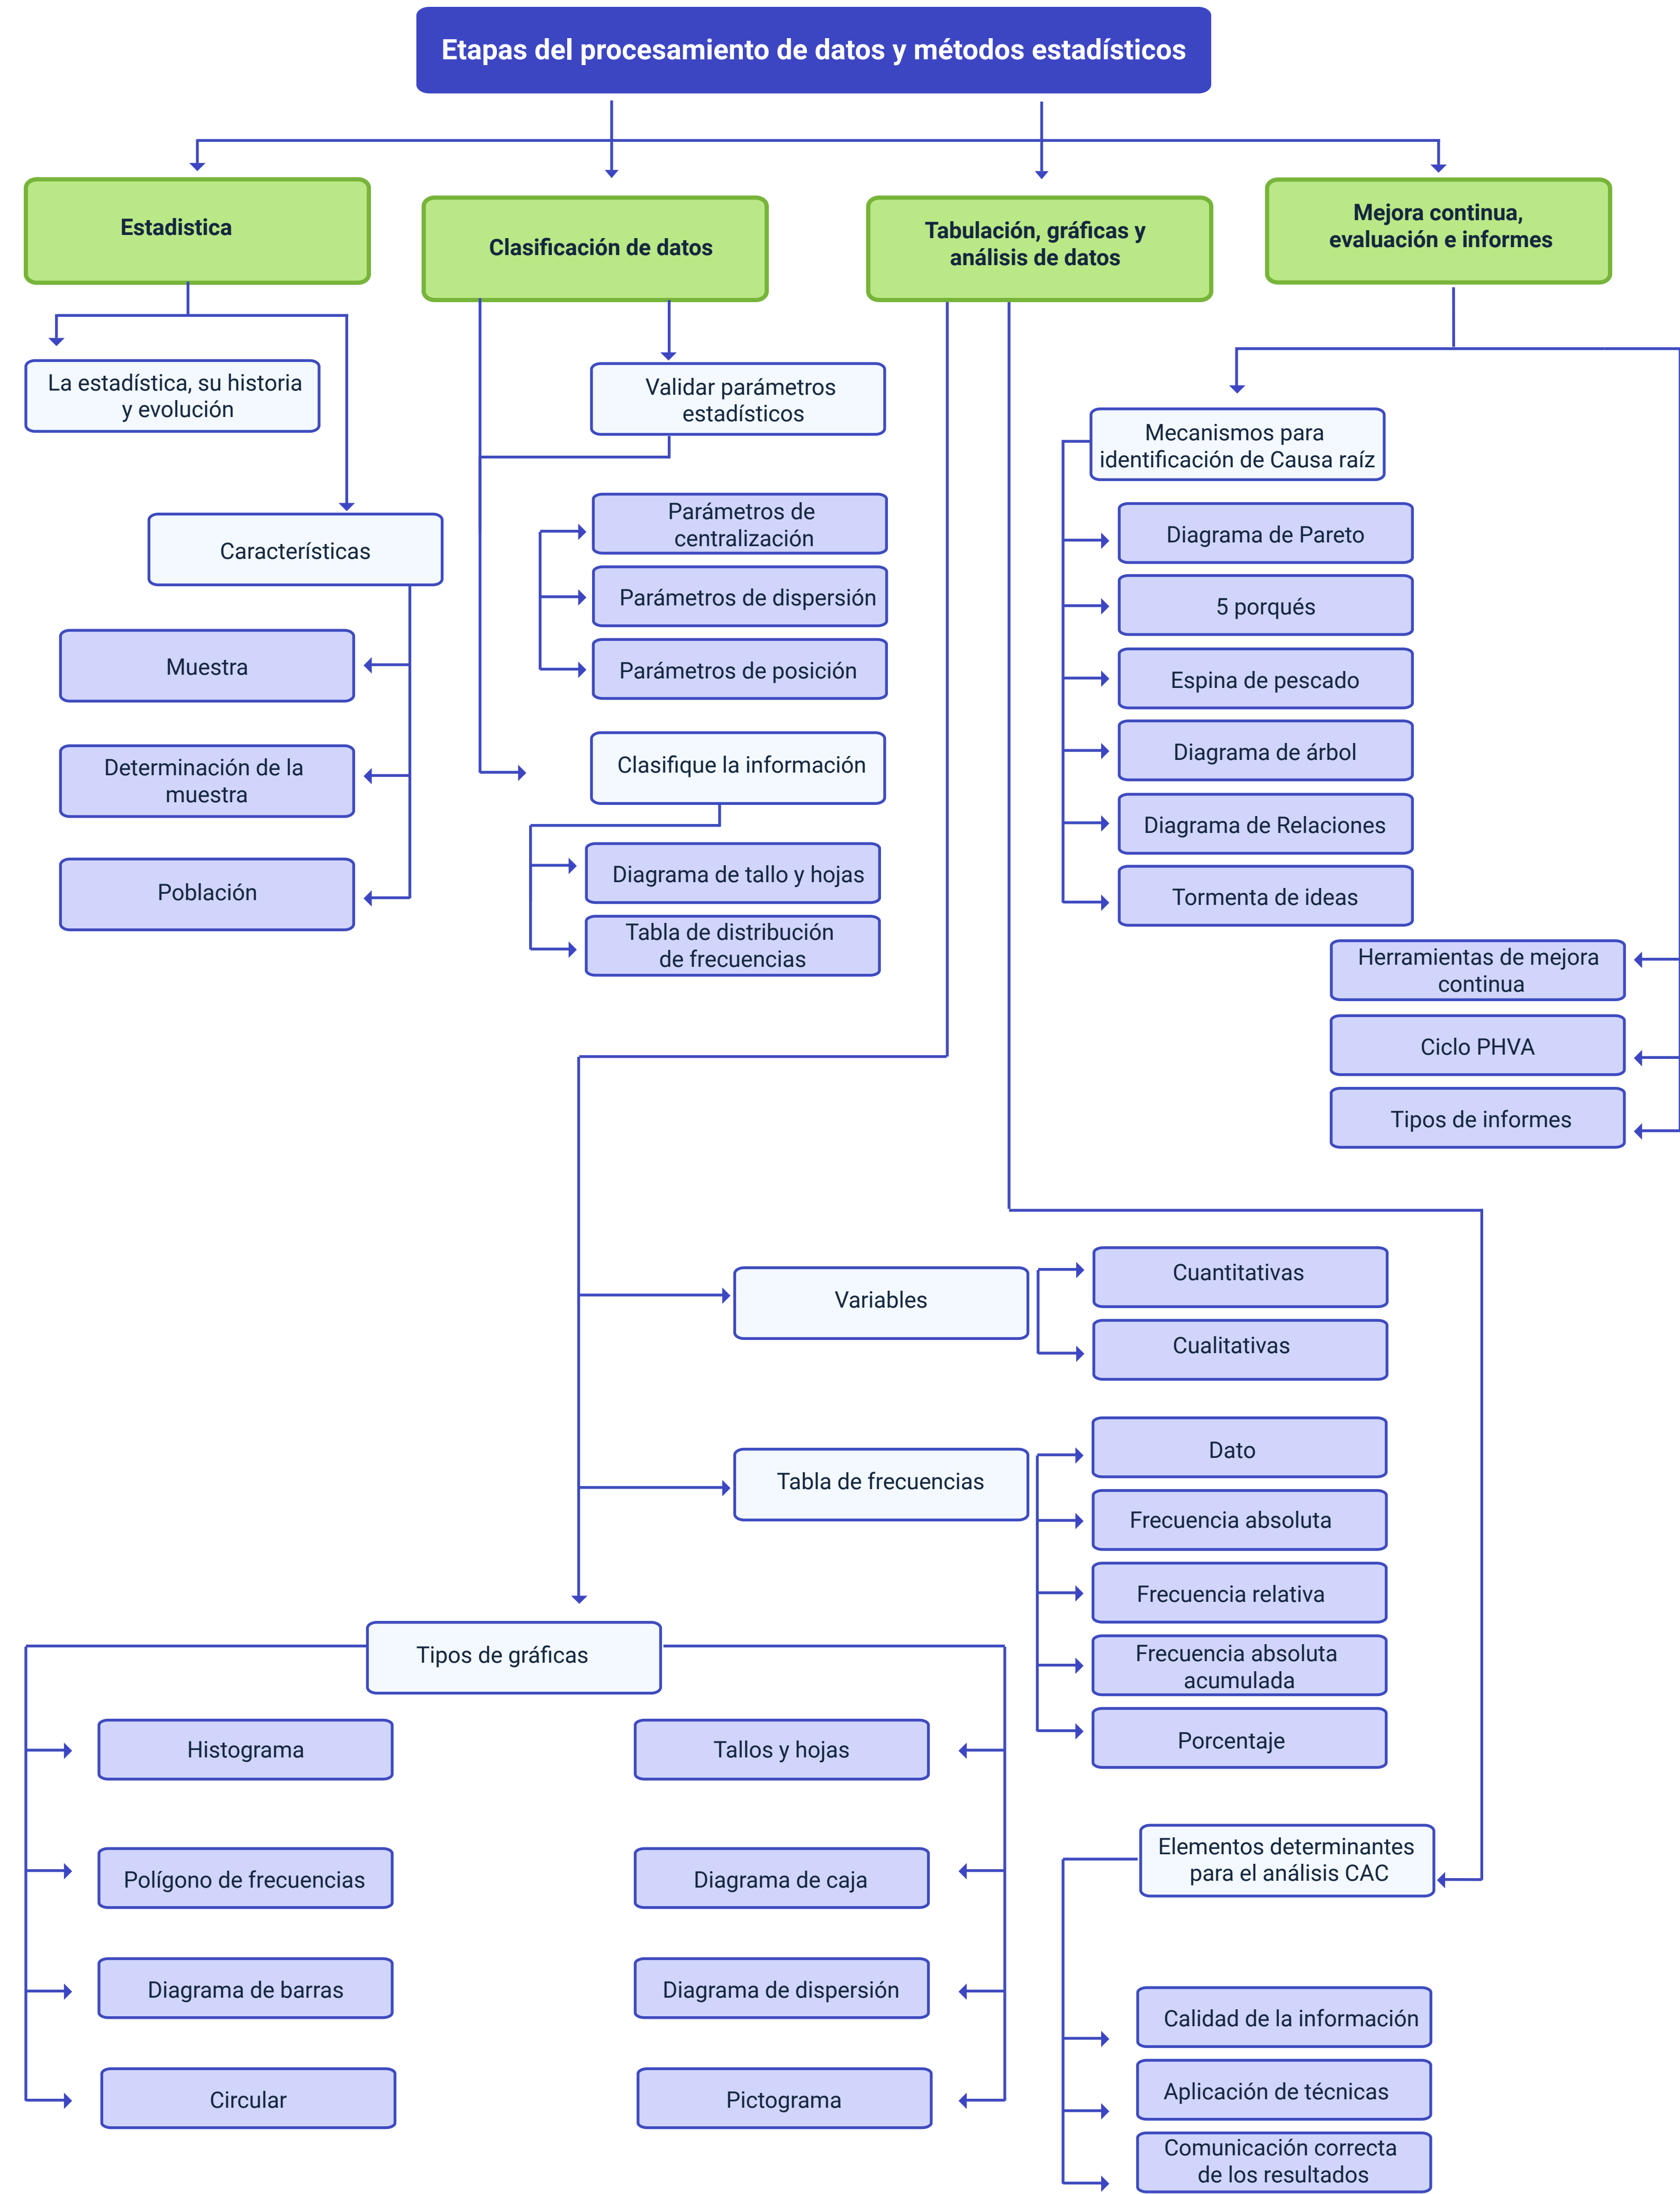 Etapas del procesamiento de datos y métodos estadísticos
Estadistica
Clasificación de datos
Tabulación, gráficas y
análisis de datos
Mejora continua,
evaluación e informes
La estadística, su historia
y evolución
Características
Muestra
Determinación de la
muestra
Población
Validar parámetros
estadísticos
Parámetros de
centralización
Parámetros de dispersión
Parámetros de posición
Clasifique la información
Diagrama de tallo y hojas
Tabla de distribución
de frecuencias
Mecanismos para
identificación de Causa raíz
Diagrama de Pareto
5 porqués
Espina de pescado
Diagrama de árbol
Diagrama de Relaciones
Tormenta de ideas
Herramientas de mejora
continua
Ciclo PHVA
Tipos de informes
Variables
Cuantitativas
Cualitativas
Tabla de frecuencias
Dato
Frecuencia absoluta
Frecuencia relativa
Frecuencia absoluta
acumulada
Porcentaje
Tipos de gráficas
Histograma
Polígono de frecuencias
Diagrama de barras
Circular
Tallos y hojas
Diagrama de caja
Diagrama de dispersión
Pictograma
Elementos determinantes
para el análisis CAC
Calidad de la información
Aplicación de técnicas
Comunicación correcta
de los resultados